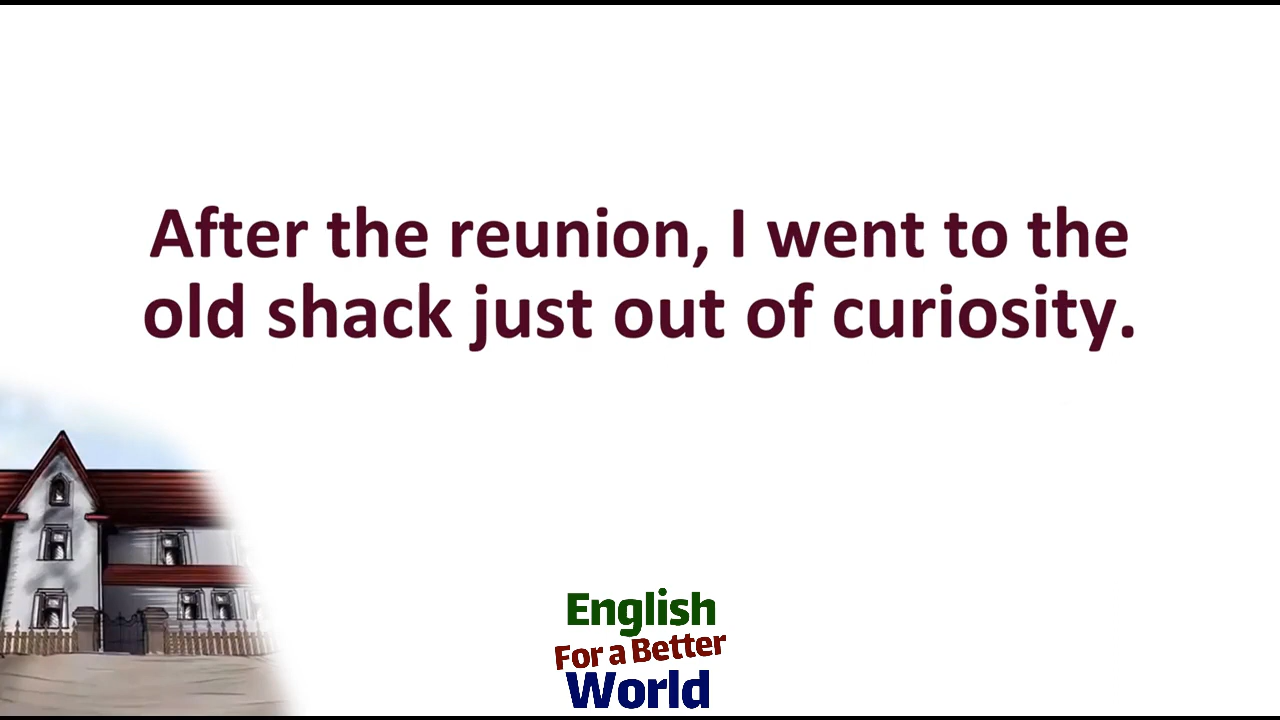 After the reunion, I went to the
old shack just out of curiosity.
English
For a Better
World